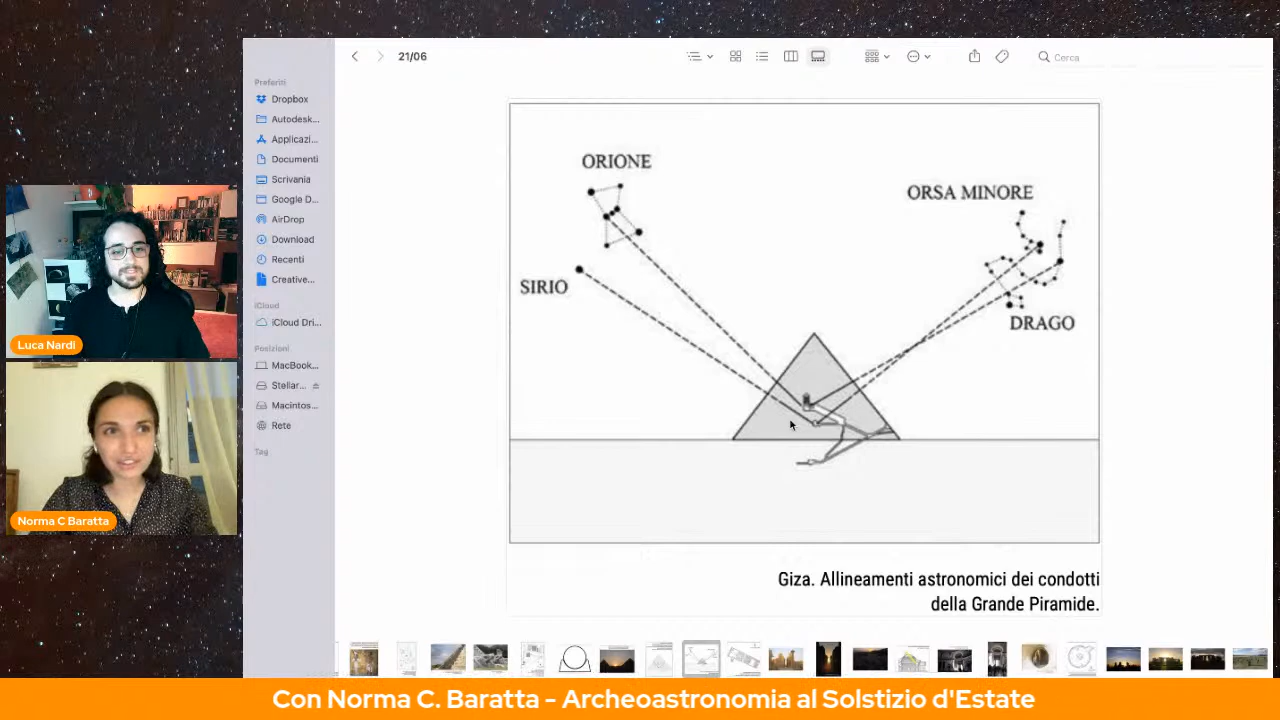 21/06
Cerca
Preferiti
Dropbox
Autodesk...
Applicazi...
Documenti
Scrivania
Google D...
AirDrop
Download
Recenti
Creative...
iCloud
iCloud Dri...
Posizioni
MacBook...
Stellar...
Macintos...
Rete
Tag
ORIONE
ORSA MINORE
SIRIO
DRAGO
Giza. Allineamenti astronomici dei condotti
della Grande Piramide.
Luca Nardi
Norma C Baratta
Con Norma C. Baratta - Archeoastronomia al Solstizio d'Estate